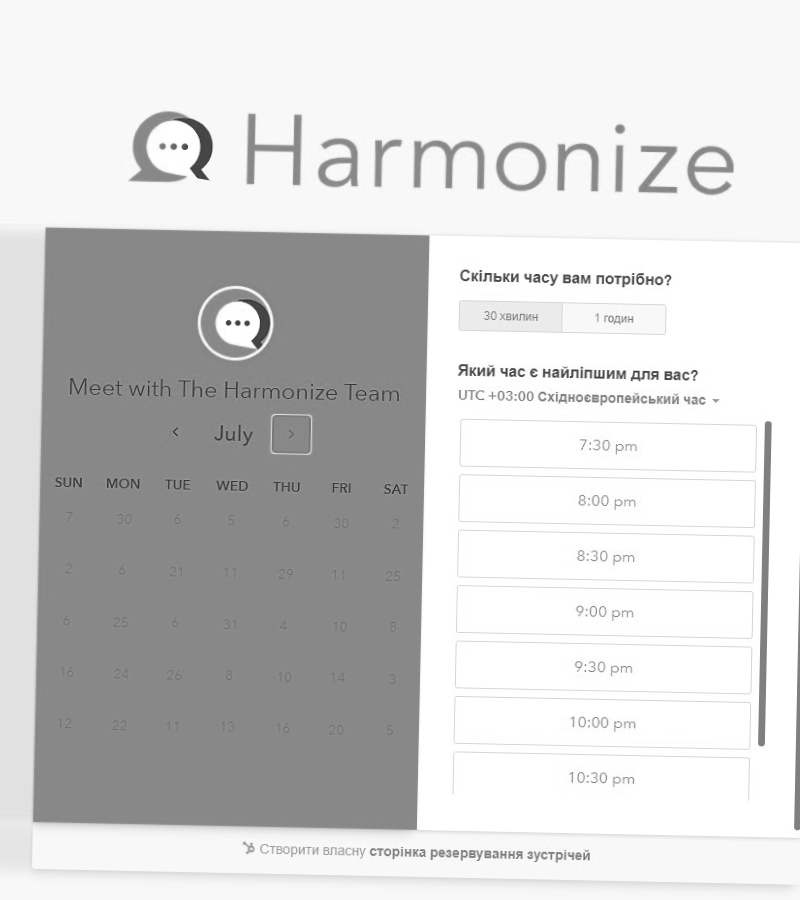 Harmonize
Meet with The Harmonize Team
July
SUN MON TUE WED THU FRI SAT
7 30 6 5 6 30 2
2 6 21 11 29 11 25
6 25 6 31 4 10 8
16 24 26 8 10 14 3
12 22 11 13 16 20 5
Скільки часу вам потрібно?
30 хвилин 1 годин
Який час є найліпшим для вас?
UTC +03:00 Східноєвропейський час
7:30 pm
8:00 pm
8:30 pm
9:00 pm
9:30 pm
10:00 pm
10:30 pm
Створити власну сторінка резервування зустрічей